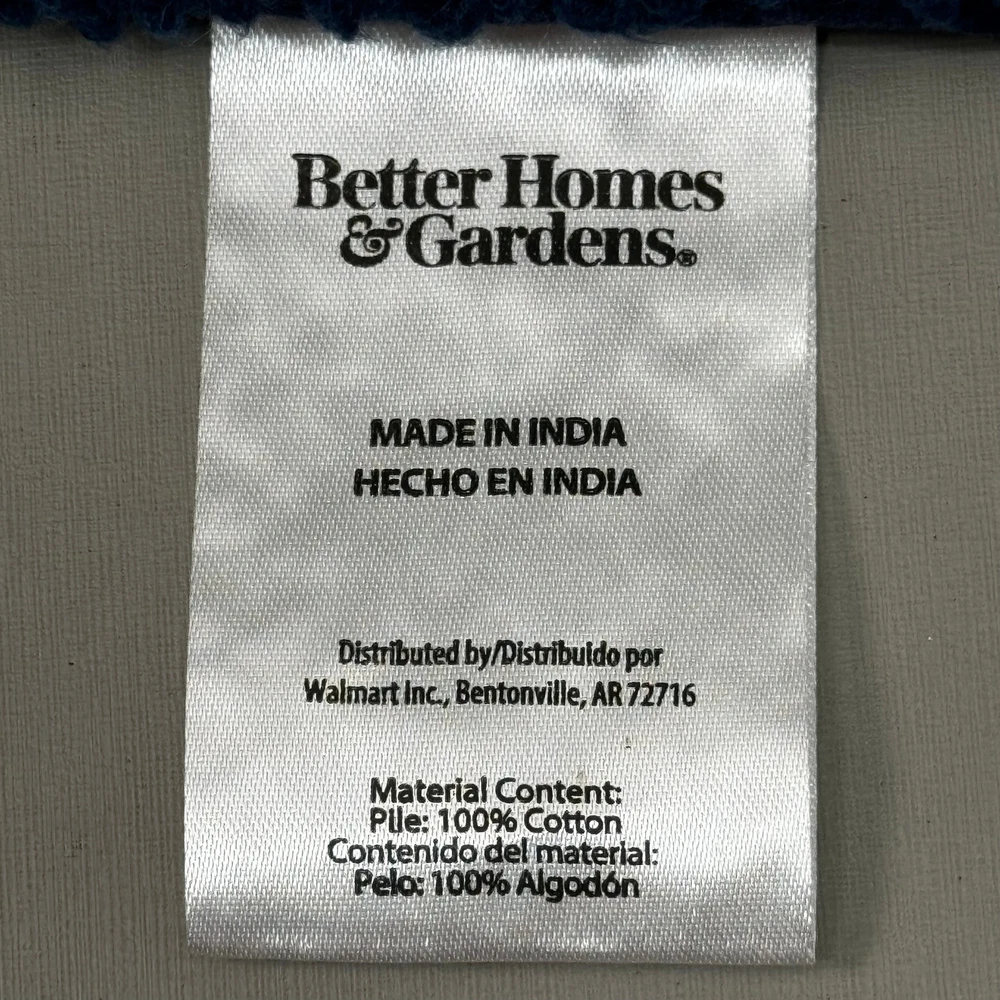 Better Homes
& Gardens®
MADE IN INDIA
HECHO EN INDIA
Distributed by/Distribuido por
Walmart Inc., Bentonville, AR 72716
Material Content:
Pile: 100% Cotton
Contenido del material:
Pelo: 100% Algodón